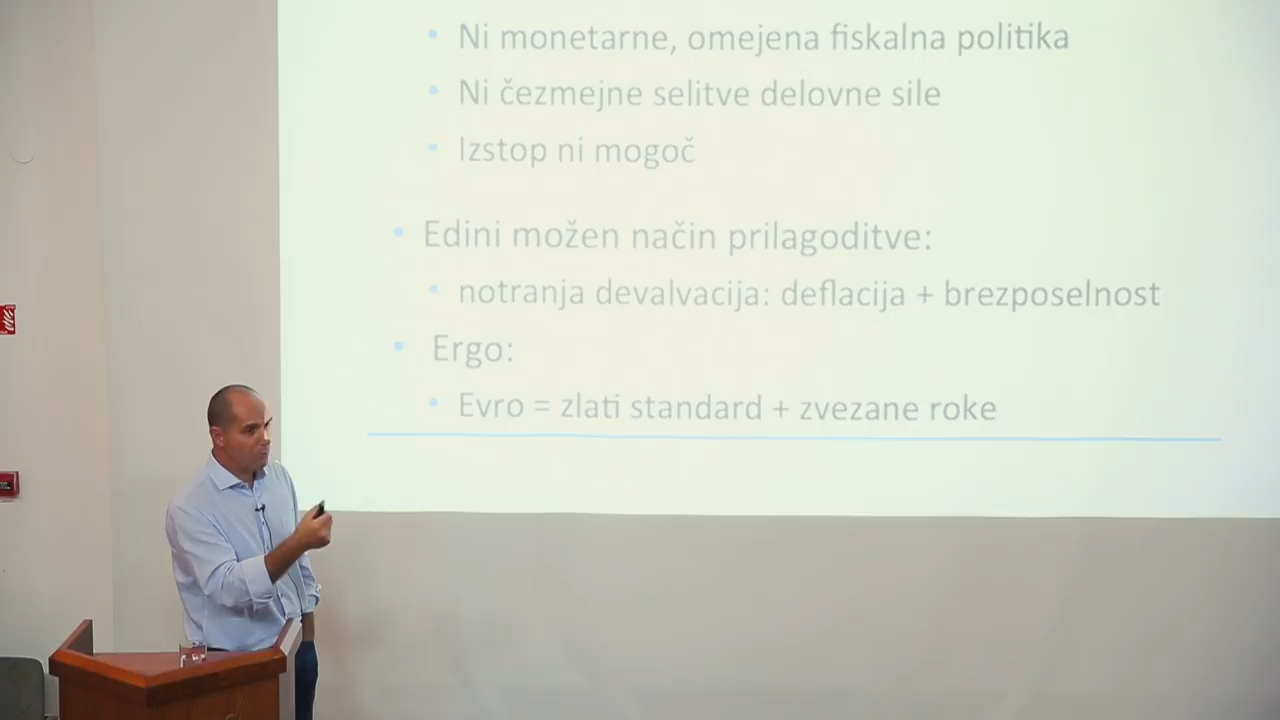 Ni monetarne, omejena fiskalna politika
Ni čezmejne selitve delovne sile
Izstop ni mogoč
Edini možen način prilagoditve:
notranja devalvacija: deflacija + brezposelnost
Ergo:
Evro = zlati standard + zvezane roke